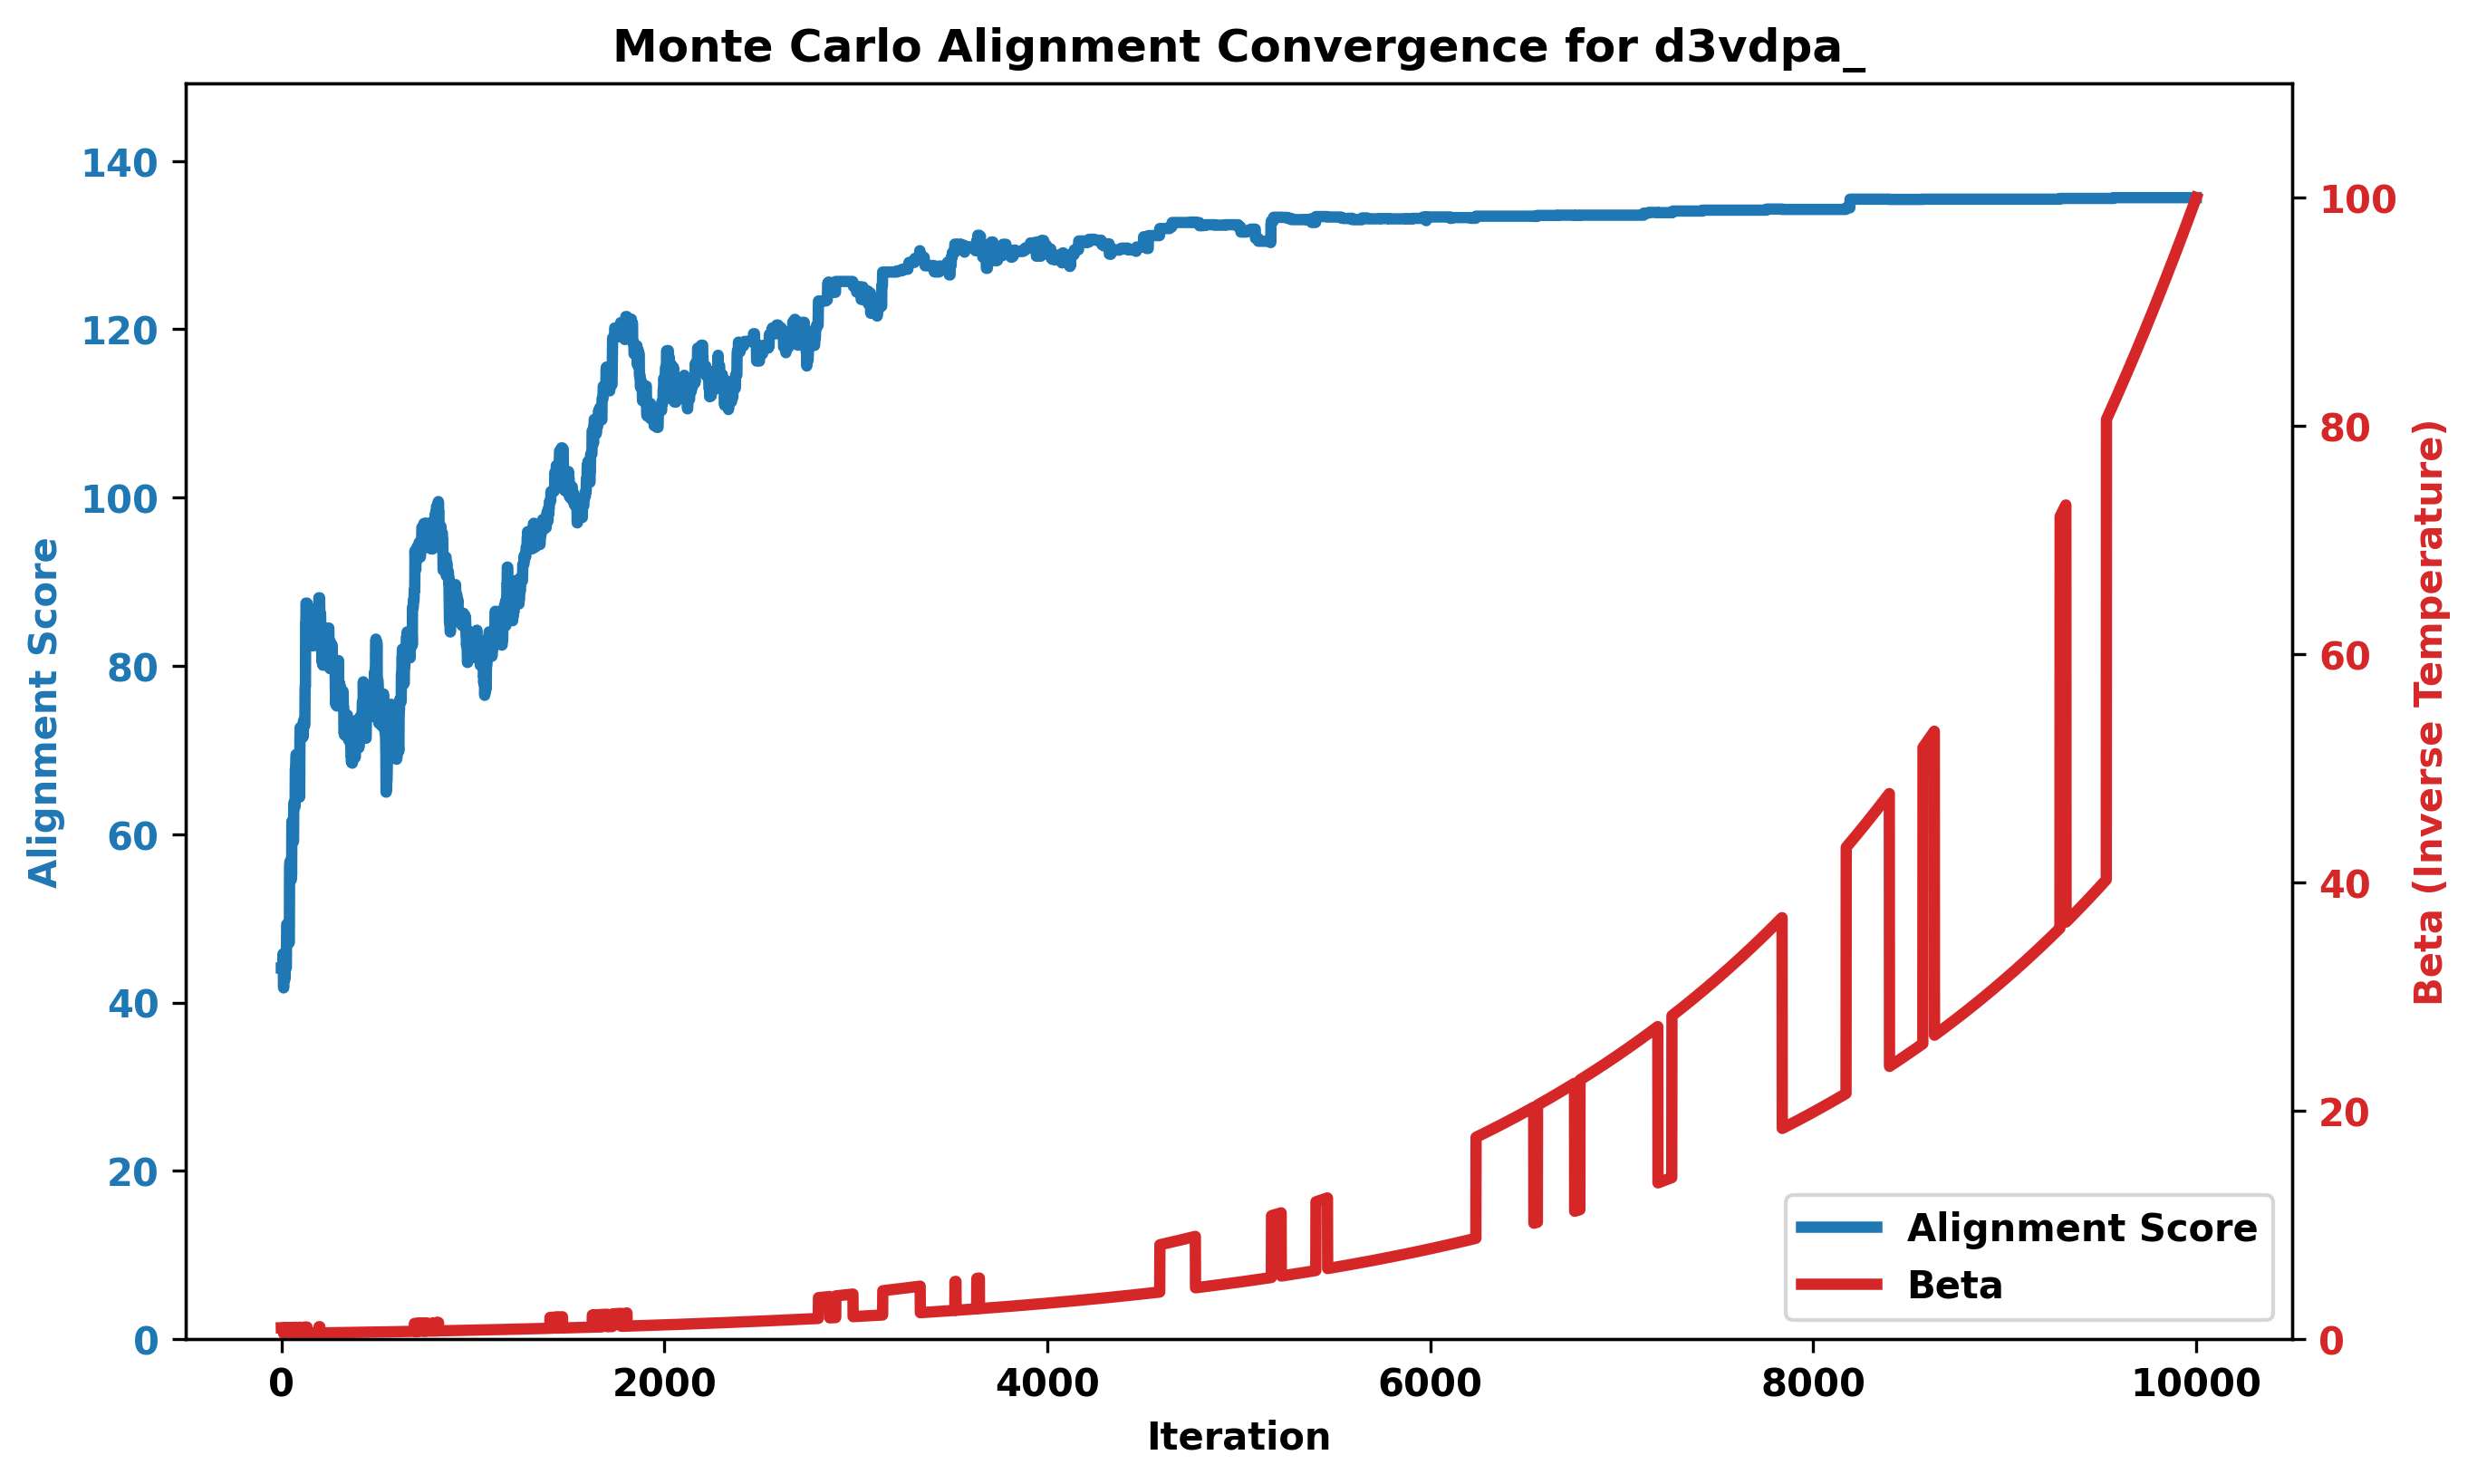 Monte Carlo Alignment Convergence for d3vdpa_
Alignment Score
140
120
100
80
60
40
20
0
100
80
60
40
20
0
Beta (Inverse Temperature)
Alignment Score
Beta
0 2000 4000 6000 8000 10000
Iteration